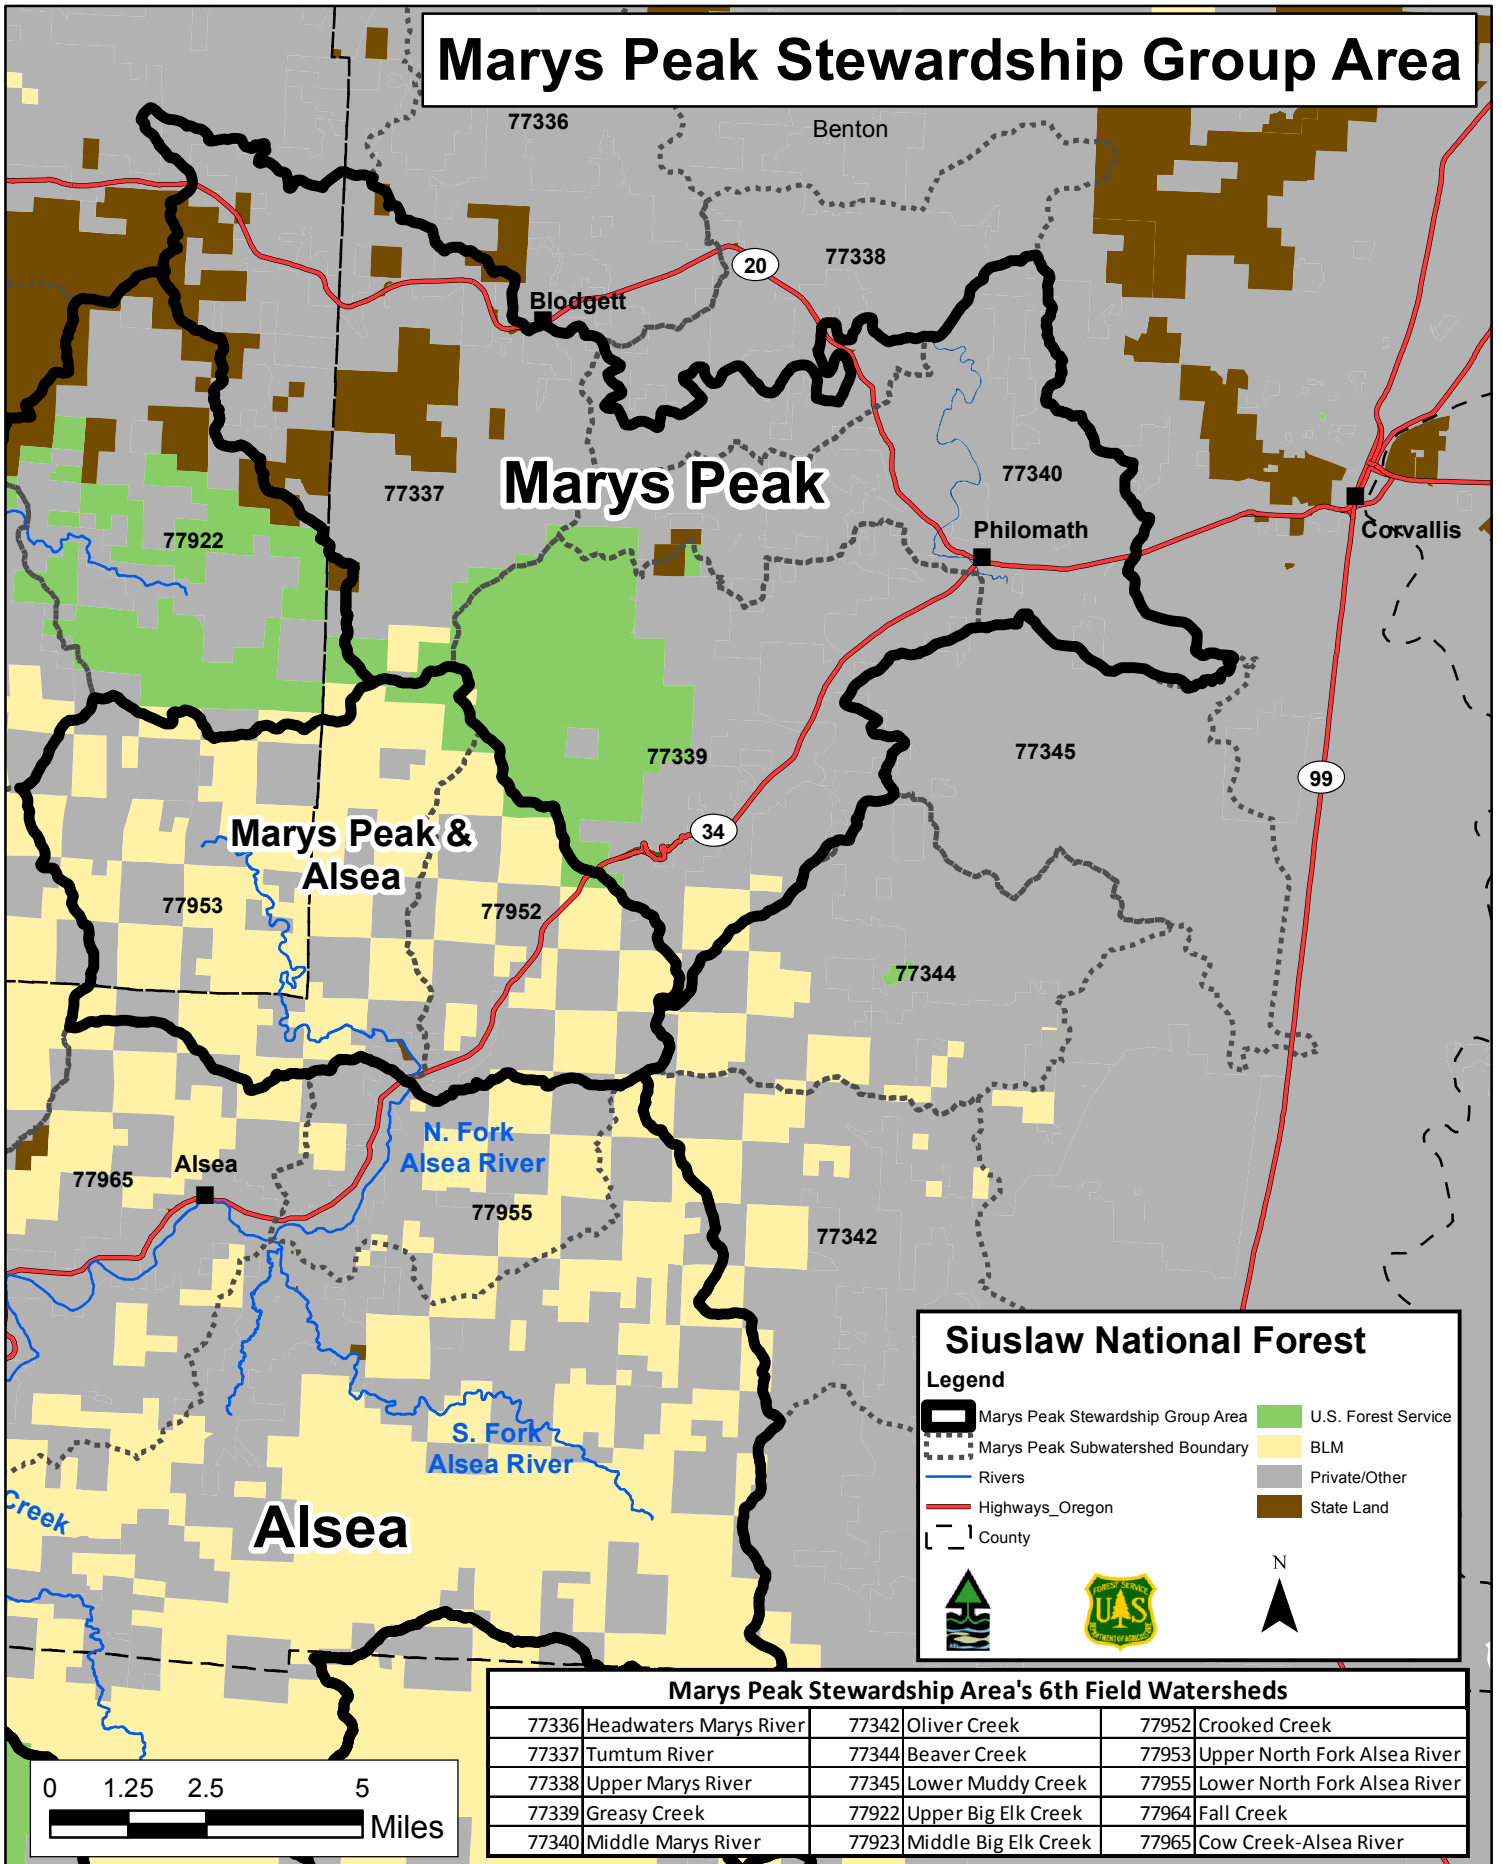 Marys Peak Stewardship Group Area
77336
Benton
20
77338
Blodgett
Marys Peak
77337
77340
77922
Philomath
Corvallis
77339
77345
99
34
Marys Peak &
Alsea
77953
77952
77344
N. Fork
Alsea River
77965
Alsea
77955
77342
S. Fork
Alsea River
Creek
Alsea
Siuslaw National Forest
Legend
Marys Peak Stewardship Group Area
U.S. Forest Service
Marys Peak Subwatershed Boundary
BLM
Rivers
Private/Other
Highways_Oregon
State Land
County
FOREST SERVICE
U S
DEPARTMENT OF AGRICULTURE
N
Marys Peak Stewardship Area's 6th Field Watersheds
77336 Headwaters Marys River 77342 Oliver Creek 77952 Crooked Creek
77337 Tumtum River 77344 Beaver Creek 77953 Upper North Fork Alsea River
77338 Upper Marys River 77345 Lower Muddy Creek 77955 Lower North Fork Alsea River
77339 Greasy Creek 77922 Upper Big Elk Creek 77964 Fall Creek
77340 Middle Marys River 77923 Middle Big Elk Creek 77965 Cow Creek-Alsea River
0 1.25 2.5 5
Miles